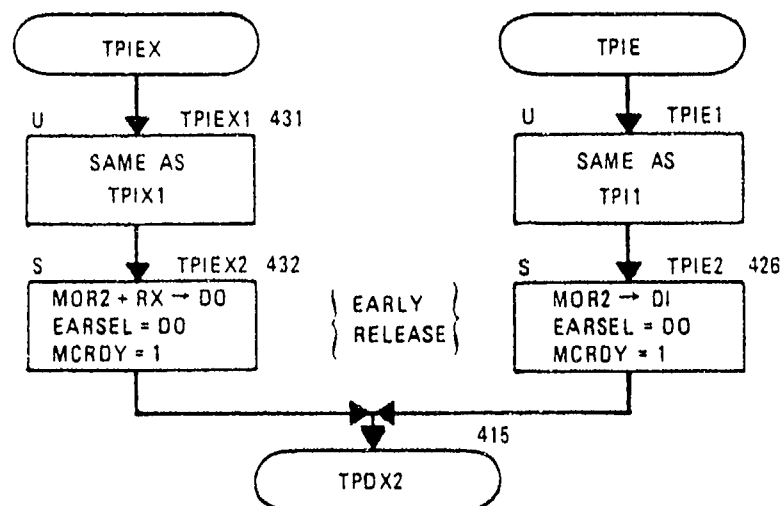 TPIEX
TPIE
U TPIEX1 431
U TPIE1
SAME AS
TPIX1
SAME AS
TPI1
S TPIEX2 432
S TPIE2 426
MOR2 + RX → DO
EARSEL = DO
MCRDY = 1
EARLY
RELEASE
MOR2 → DI
EARSEL = DO
MCRDY = 1
415
TPDX2